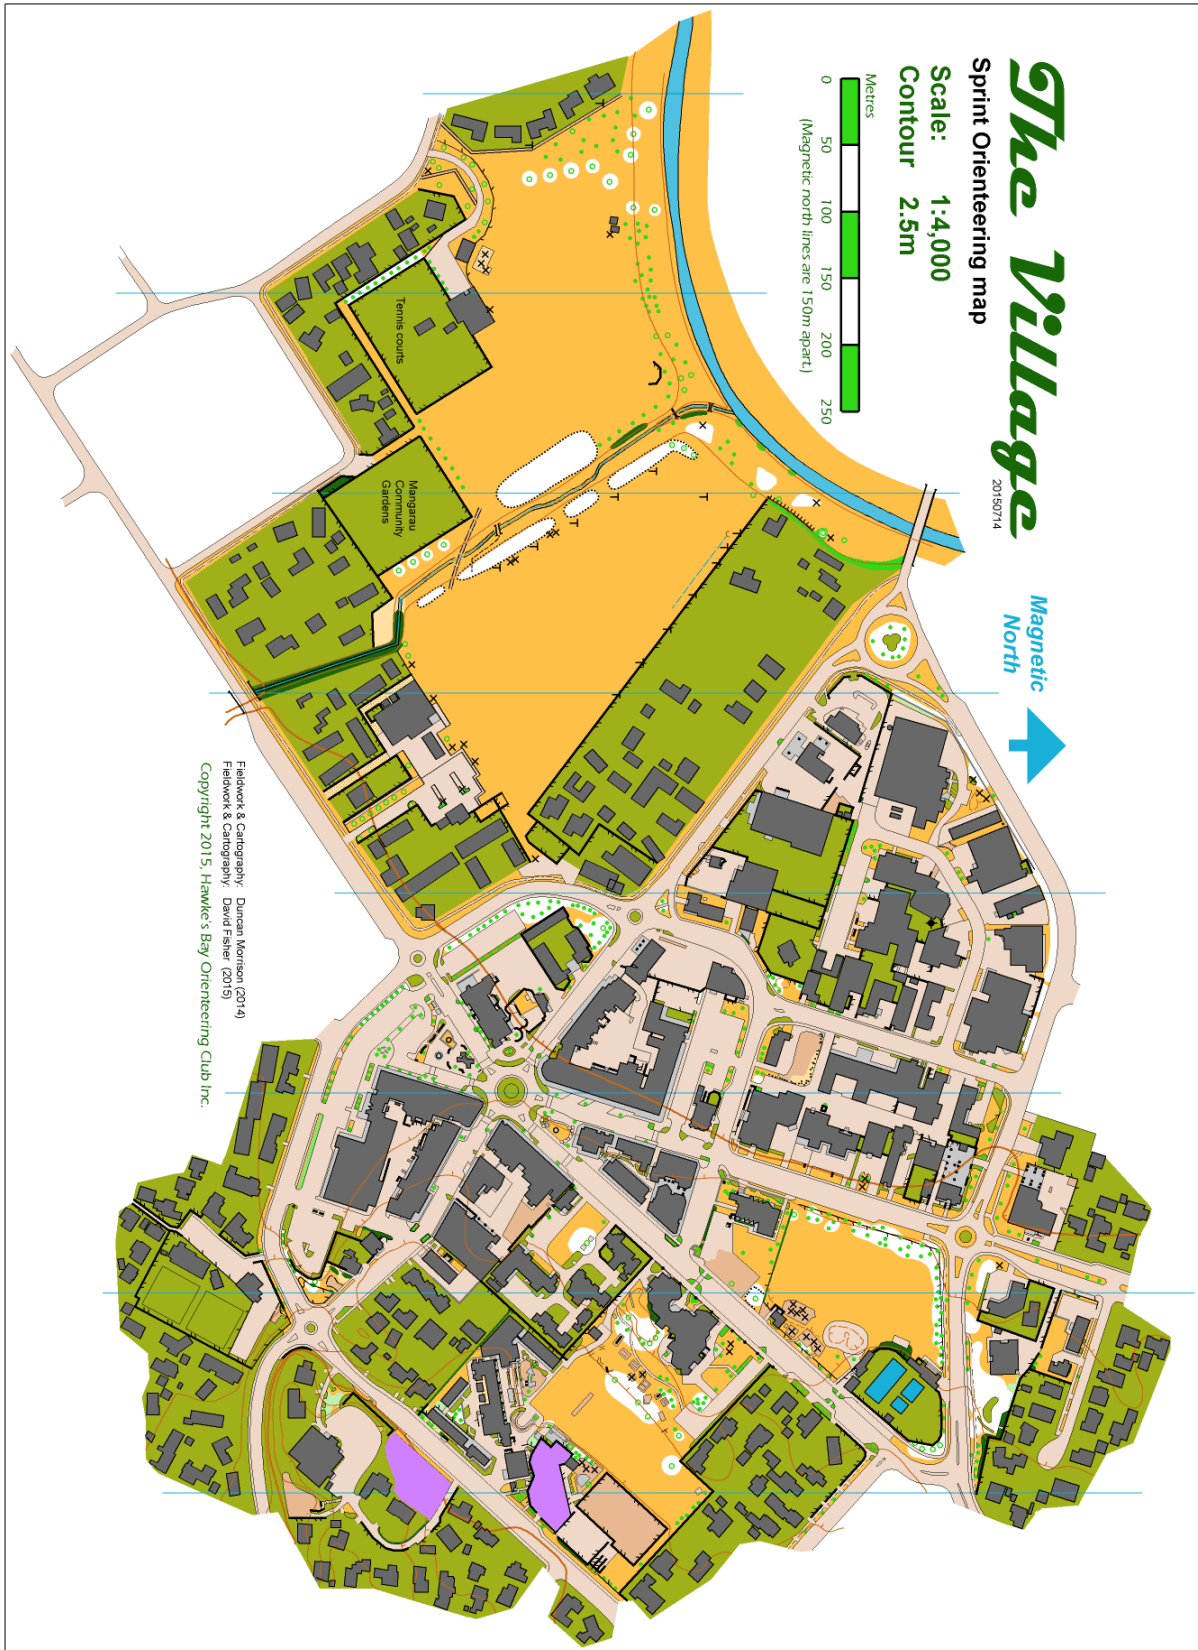 The Village
20150714
Sprint Orienteering map
Scale: 1:4,000
Contour 2.5m
Metres
0 50 100 150 200 250
(Magnetic north lines are 150m apart.)
Magnetic
North
Tennis courts
Mangarau
Community
Gardens
Fieldwork & Cartography: Duncan Morrison (2014)
Fieldwork & Cartography: David Fisher (2015)
Copyright 2015, Hawke's Bay Orienteering Club Inc.